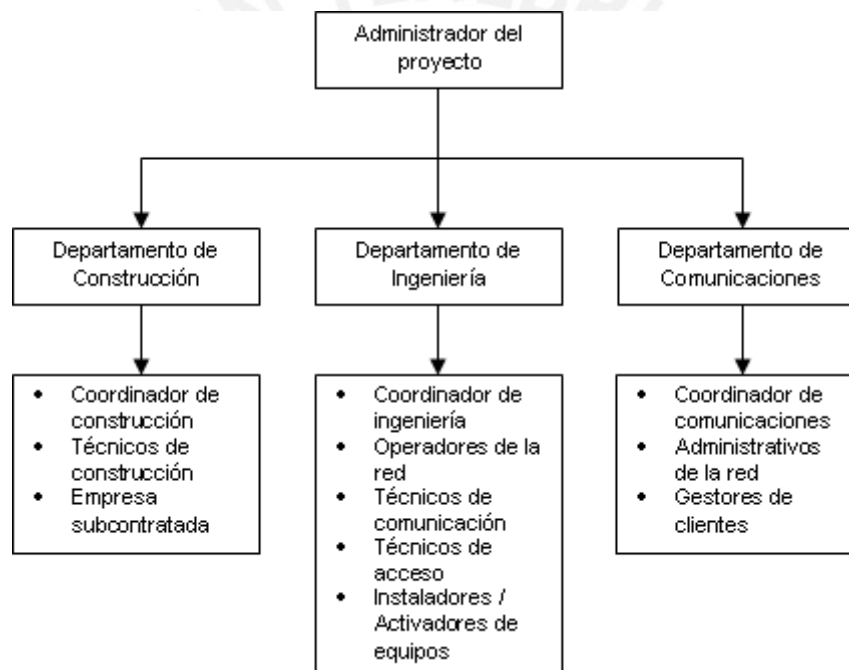 Administrador del
proyecto
Departamento de
Construcción
Departamento de
Ingeniería
Departamento de
Comunicaciones
• Coordinador de
construcción
• Técnicos de
construcción
• Empresa
subcontratada
• Coordinador de
ingeniería
• Operadores de la
red
• Técnicos de
comunicación
• Técnicos de
acceso
• Instaladores /
Activadores de
equipos
• Coordinador de
comunicaciones
• Administrativos
de la red
• Gestores de
clientes